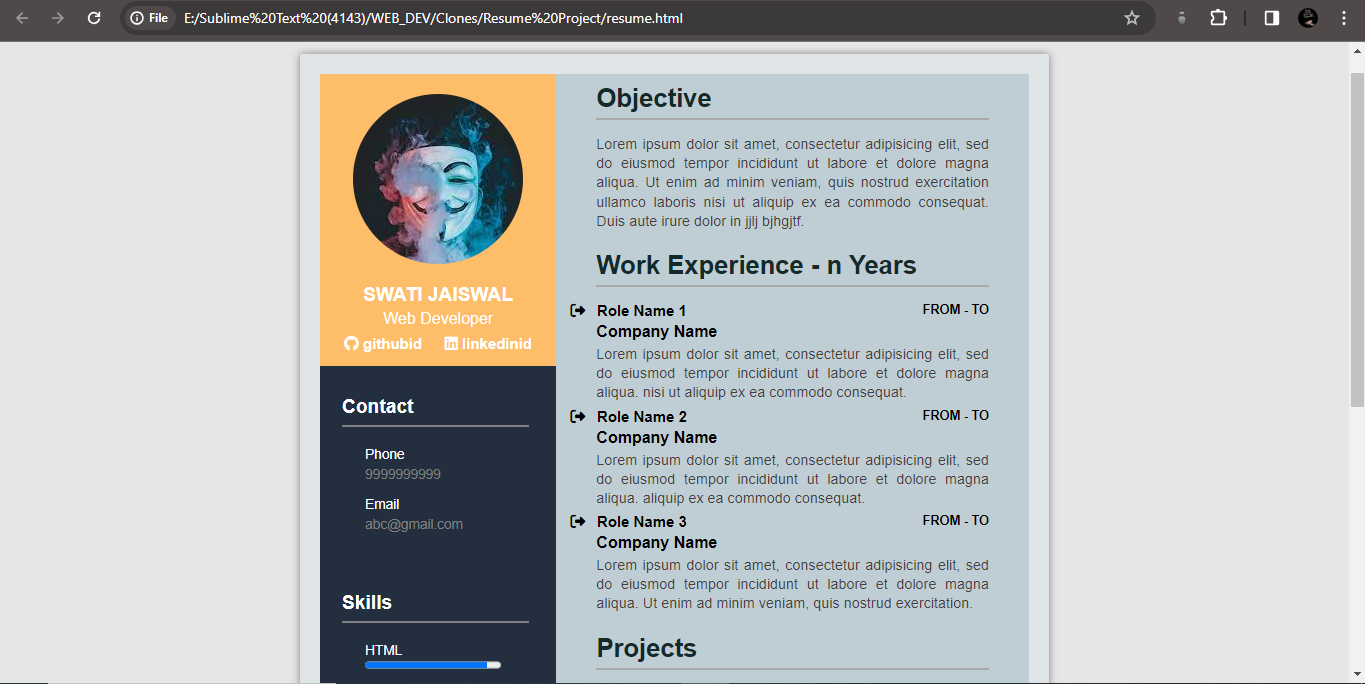 File E:/Sublime%20Text%20(4143)/WEB_DEV/Clones/Resume%20Project/resume.html
SWATI JAISWAL
Web Developer
githubid linkedinid
Contact
Phone
9999999999
Email
abc@gmail.com
Skills
HTML
Objective
Lorem ipsum dolor sit amet, consectetur adipisicing elit, sed
do eiusmod tempor incididunt ut labore et dolore magna
aliqua. Ut enim ad minim veniam, quis nostrud exercitation
ullamco laboris nisi ut aliquip ex ea commodo consequat.
Duis aute irure dolor in jjlj bjhgjtf.
Work Experience - n Years
Role Name 1 FROM - TO
Company Name
Lorem ipsum dolor sit amet, consectetur adipisicing elit, sed
do eiusmod tempor incididunt ut labore et dolore magna
aliqua. nisi ut aliquip ex ea commodo consequat.
Role Name 2 FROM - TO
Company Name
Lorem ipsum dolor sit amet, consectetur adipisicing elit, sed
do eiusmod tempor incididunt ut labore et dolore magna
aliqua. aliquip ex ea commodo consequat.
Role Name 3 FROM - TO
Company Name
Lorem ipsum dolor sit amet, consectetur adipisicing elit, sed
do eiusmod tempor incididunt ut labore et dolore magna
aliqua. Ut enim ad minim veniam, quis nostrud exercitation.
Projects